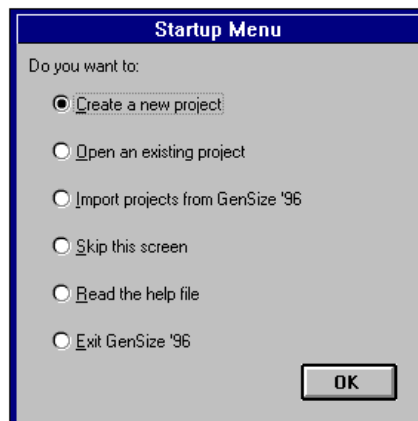 Startup Menu
Do you want to:
Create a new project
Open an existing project
Import projects from GenSize '96
Skip this screen
Read the help file
Exit GenSize '96
OK